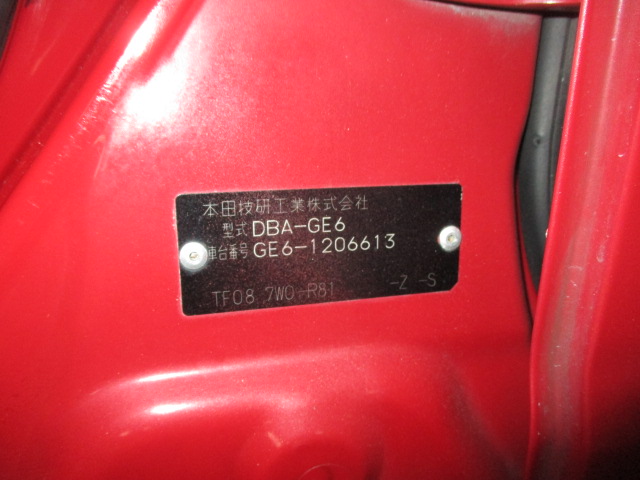 本田技研工業株式会社
型式 DBA-GE6
車台番号 GE6-1206613
TF08 7W0-R81 -Z -S